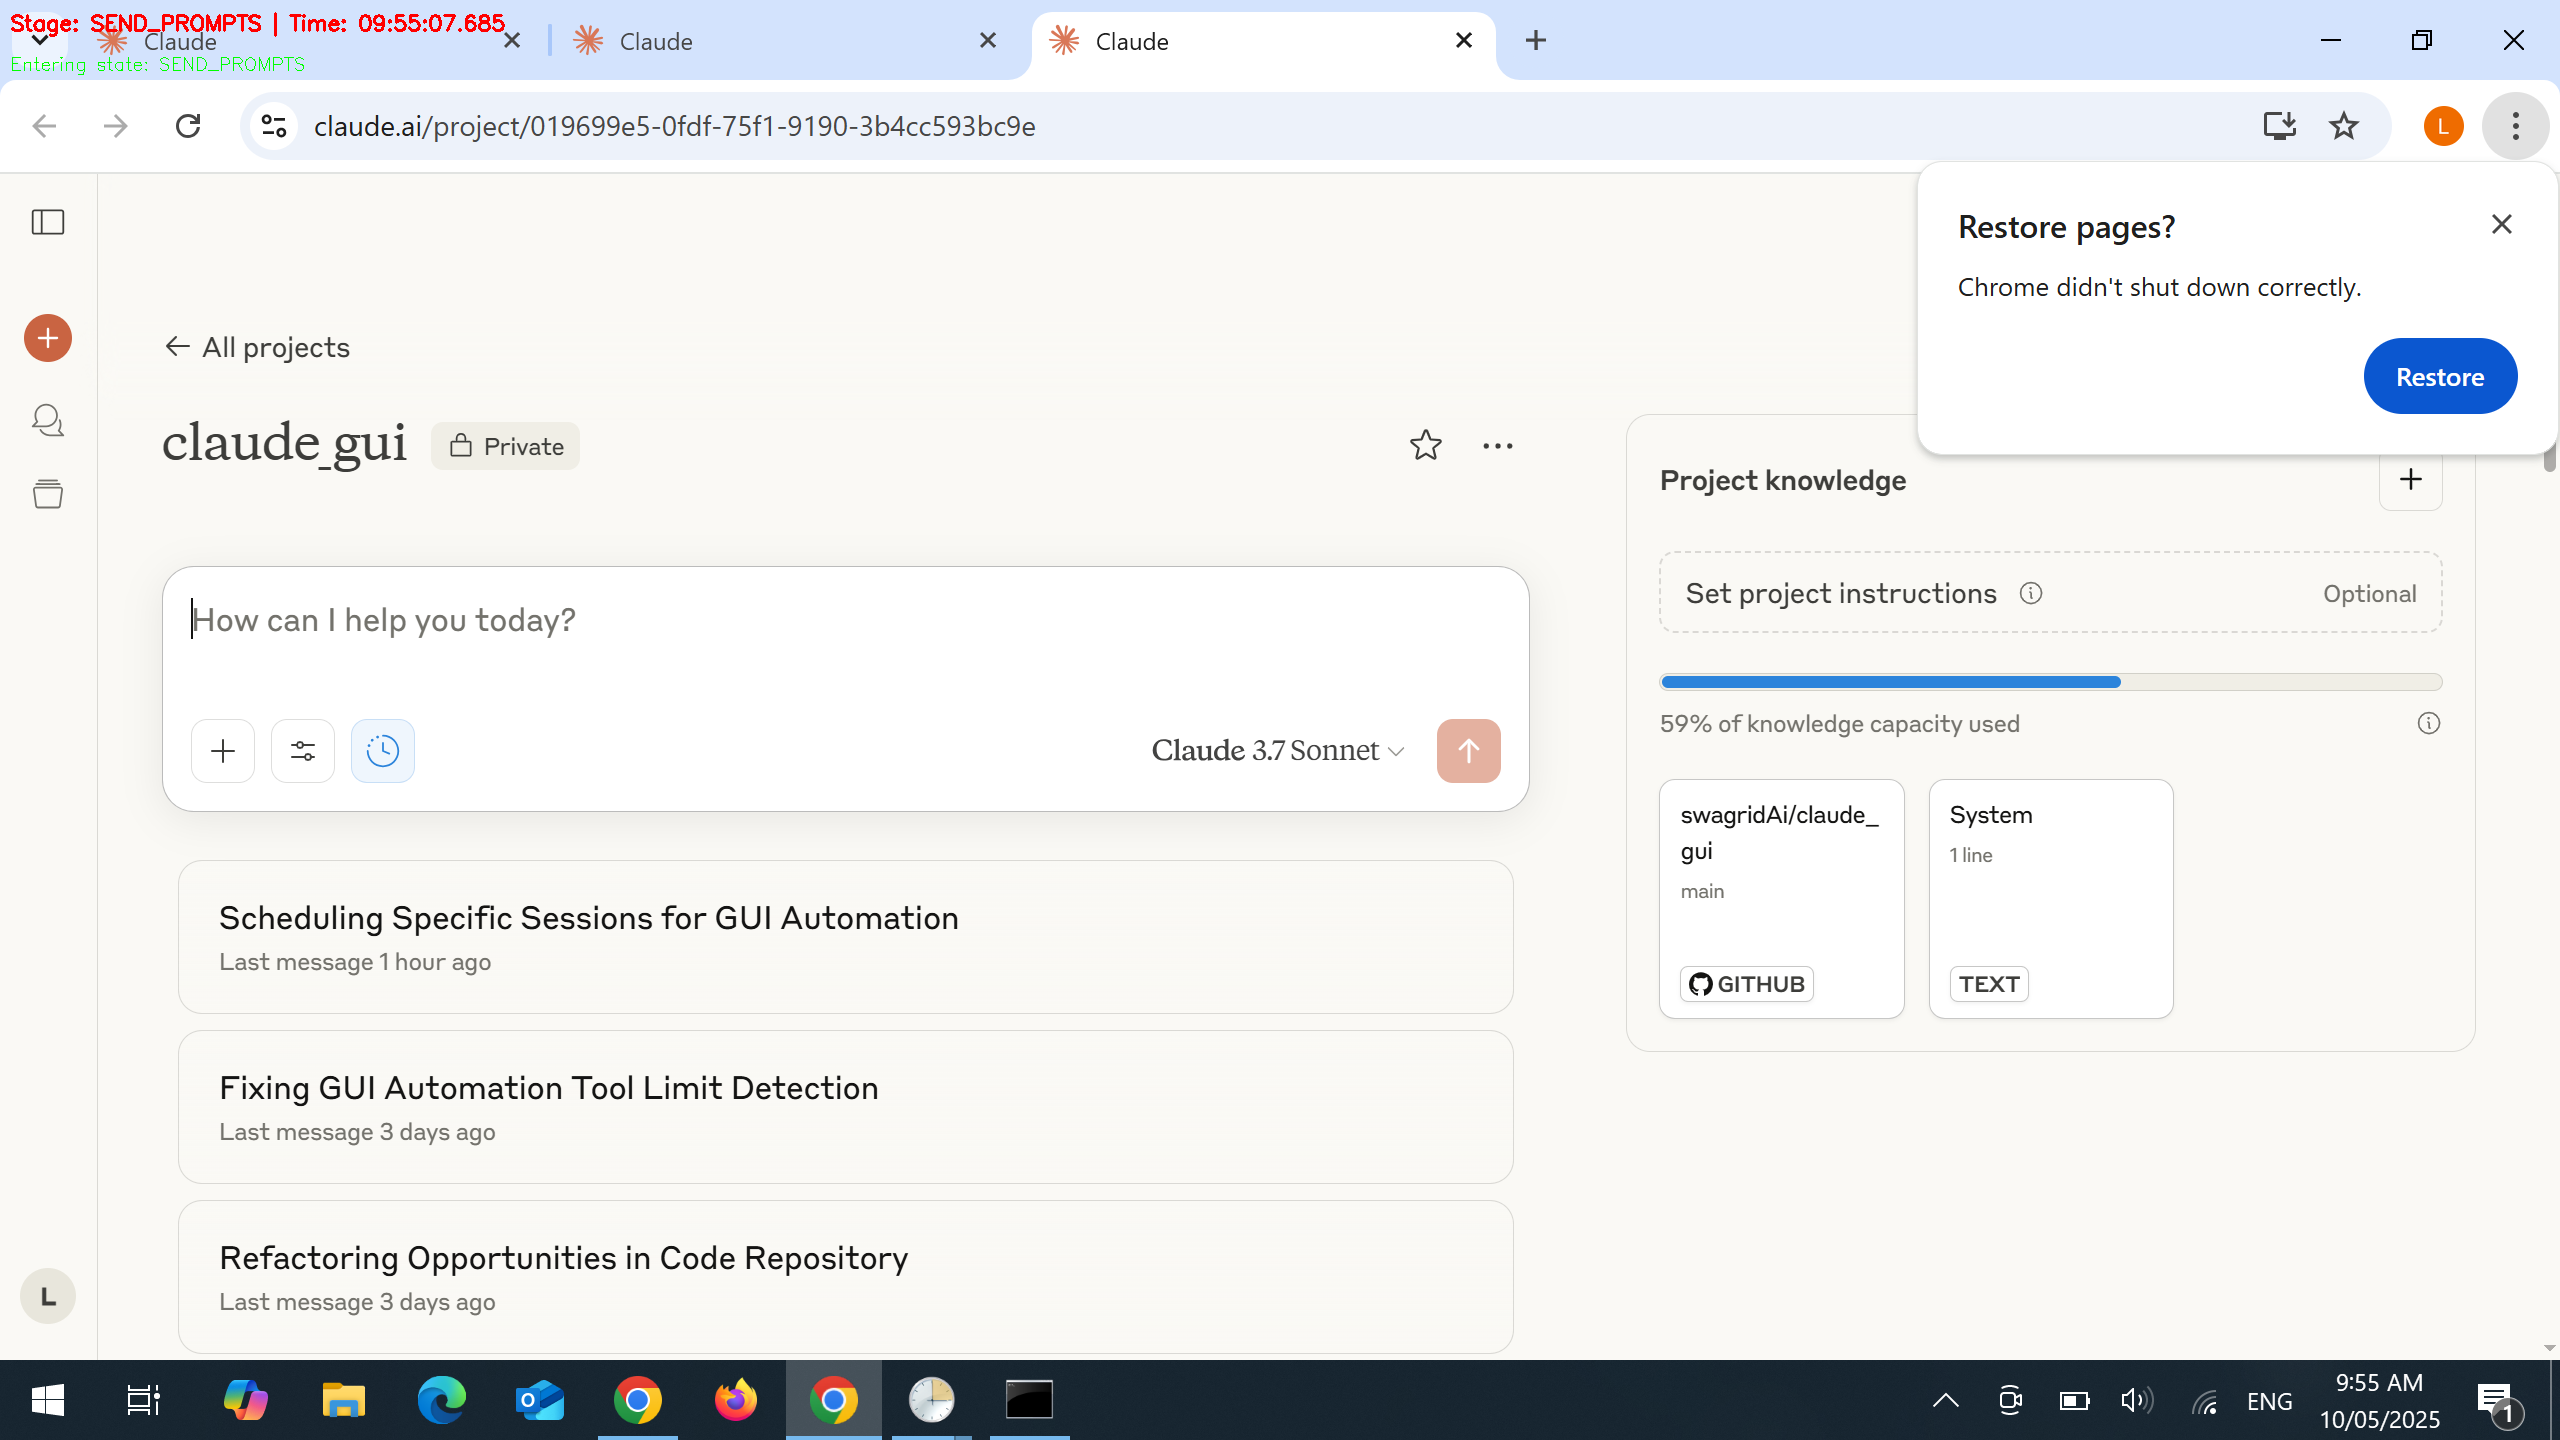 Stage: SEND_PROMPTS | Time: 09:55:07.685
Entering state: SEND_PROMPTS
Claude
Claude
Claude
claude.ai/project/019699e5-0fdf-75f1-9190-3b4cc593bc9e
L
Restore pages?
Chrome didn't shut down correctly.
Restore
All projects
claude_gui
Private
How can I help you today?
Claude 3.7 Sonnet
Scheduling Specific Sessions for GUI Automation
Last message 1 hour ago
Fixing GUI Automation Tool Limit Detection
Last message 3 days ago
Refactoring Opportunities in Code Repository
Last message 3 days ago
Project knowledge
Set project instructions
Optional
59% of knowledge capacity used
swagridAi/claude_
gui
main
GITHUB
System
1 line
TEXT
L
ENG
9:55 AM
10/05/2025
1